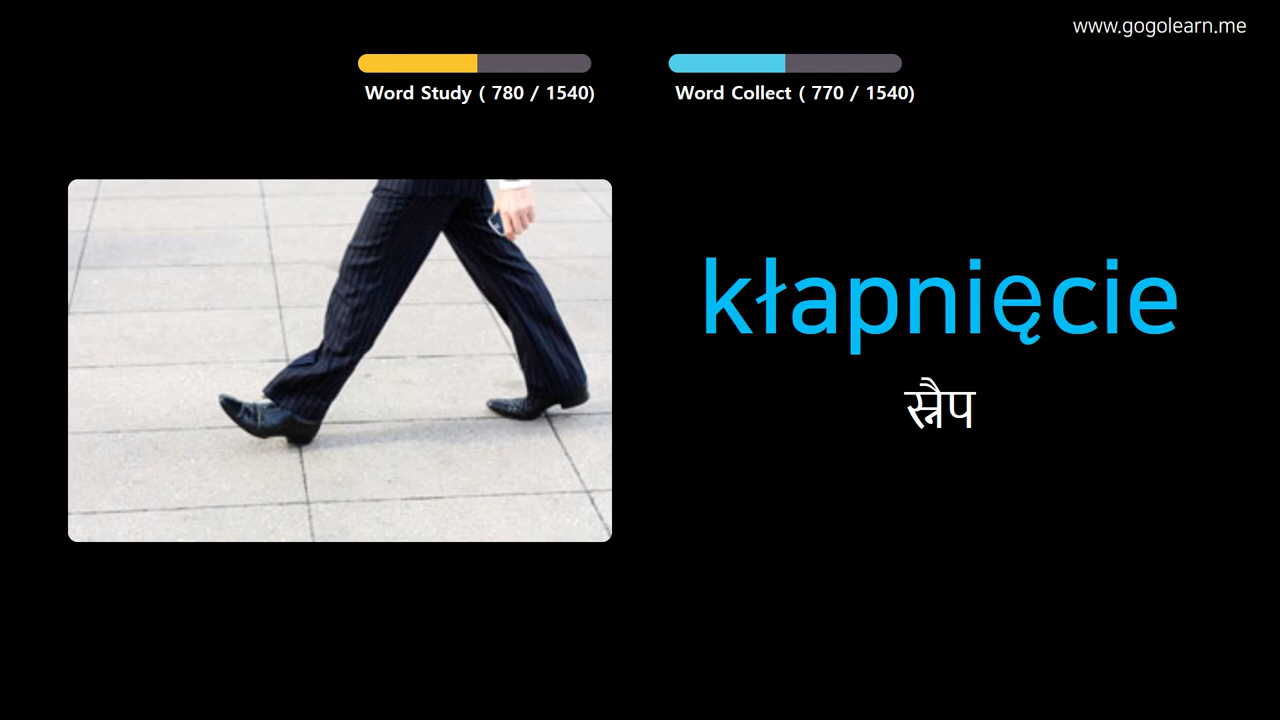 www.gogolearn.me
Word Study ( 780 / 1540)
Word Collect ( 770 / 1540)
kłapnięcie
स्नैप